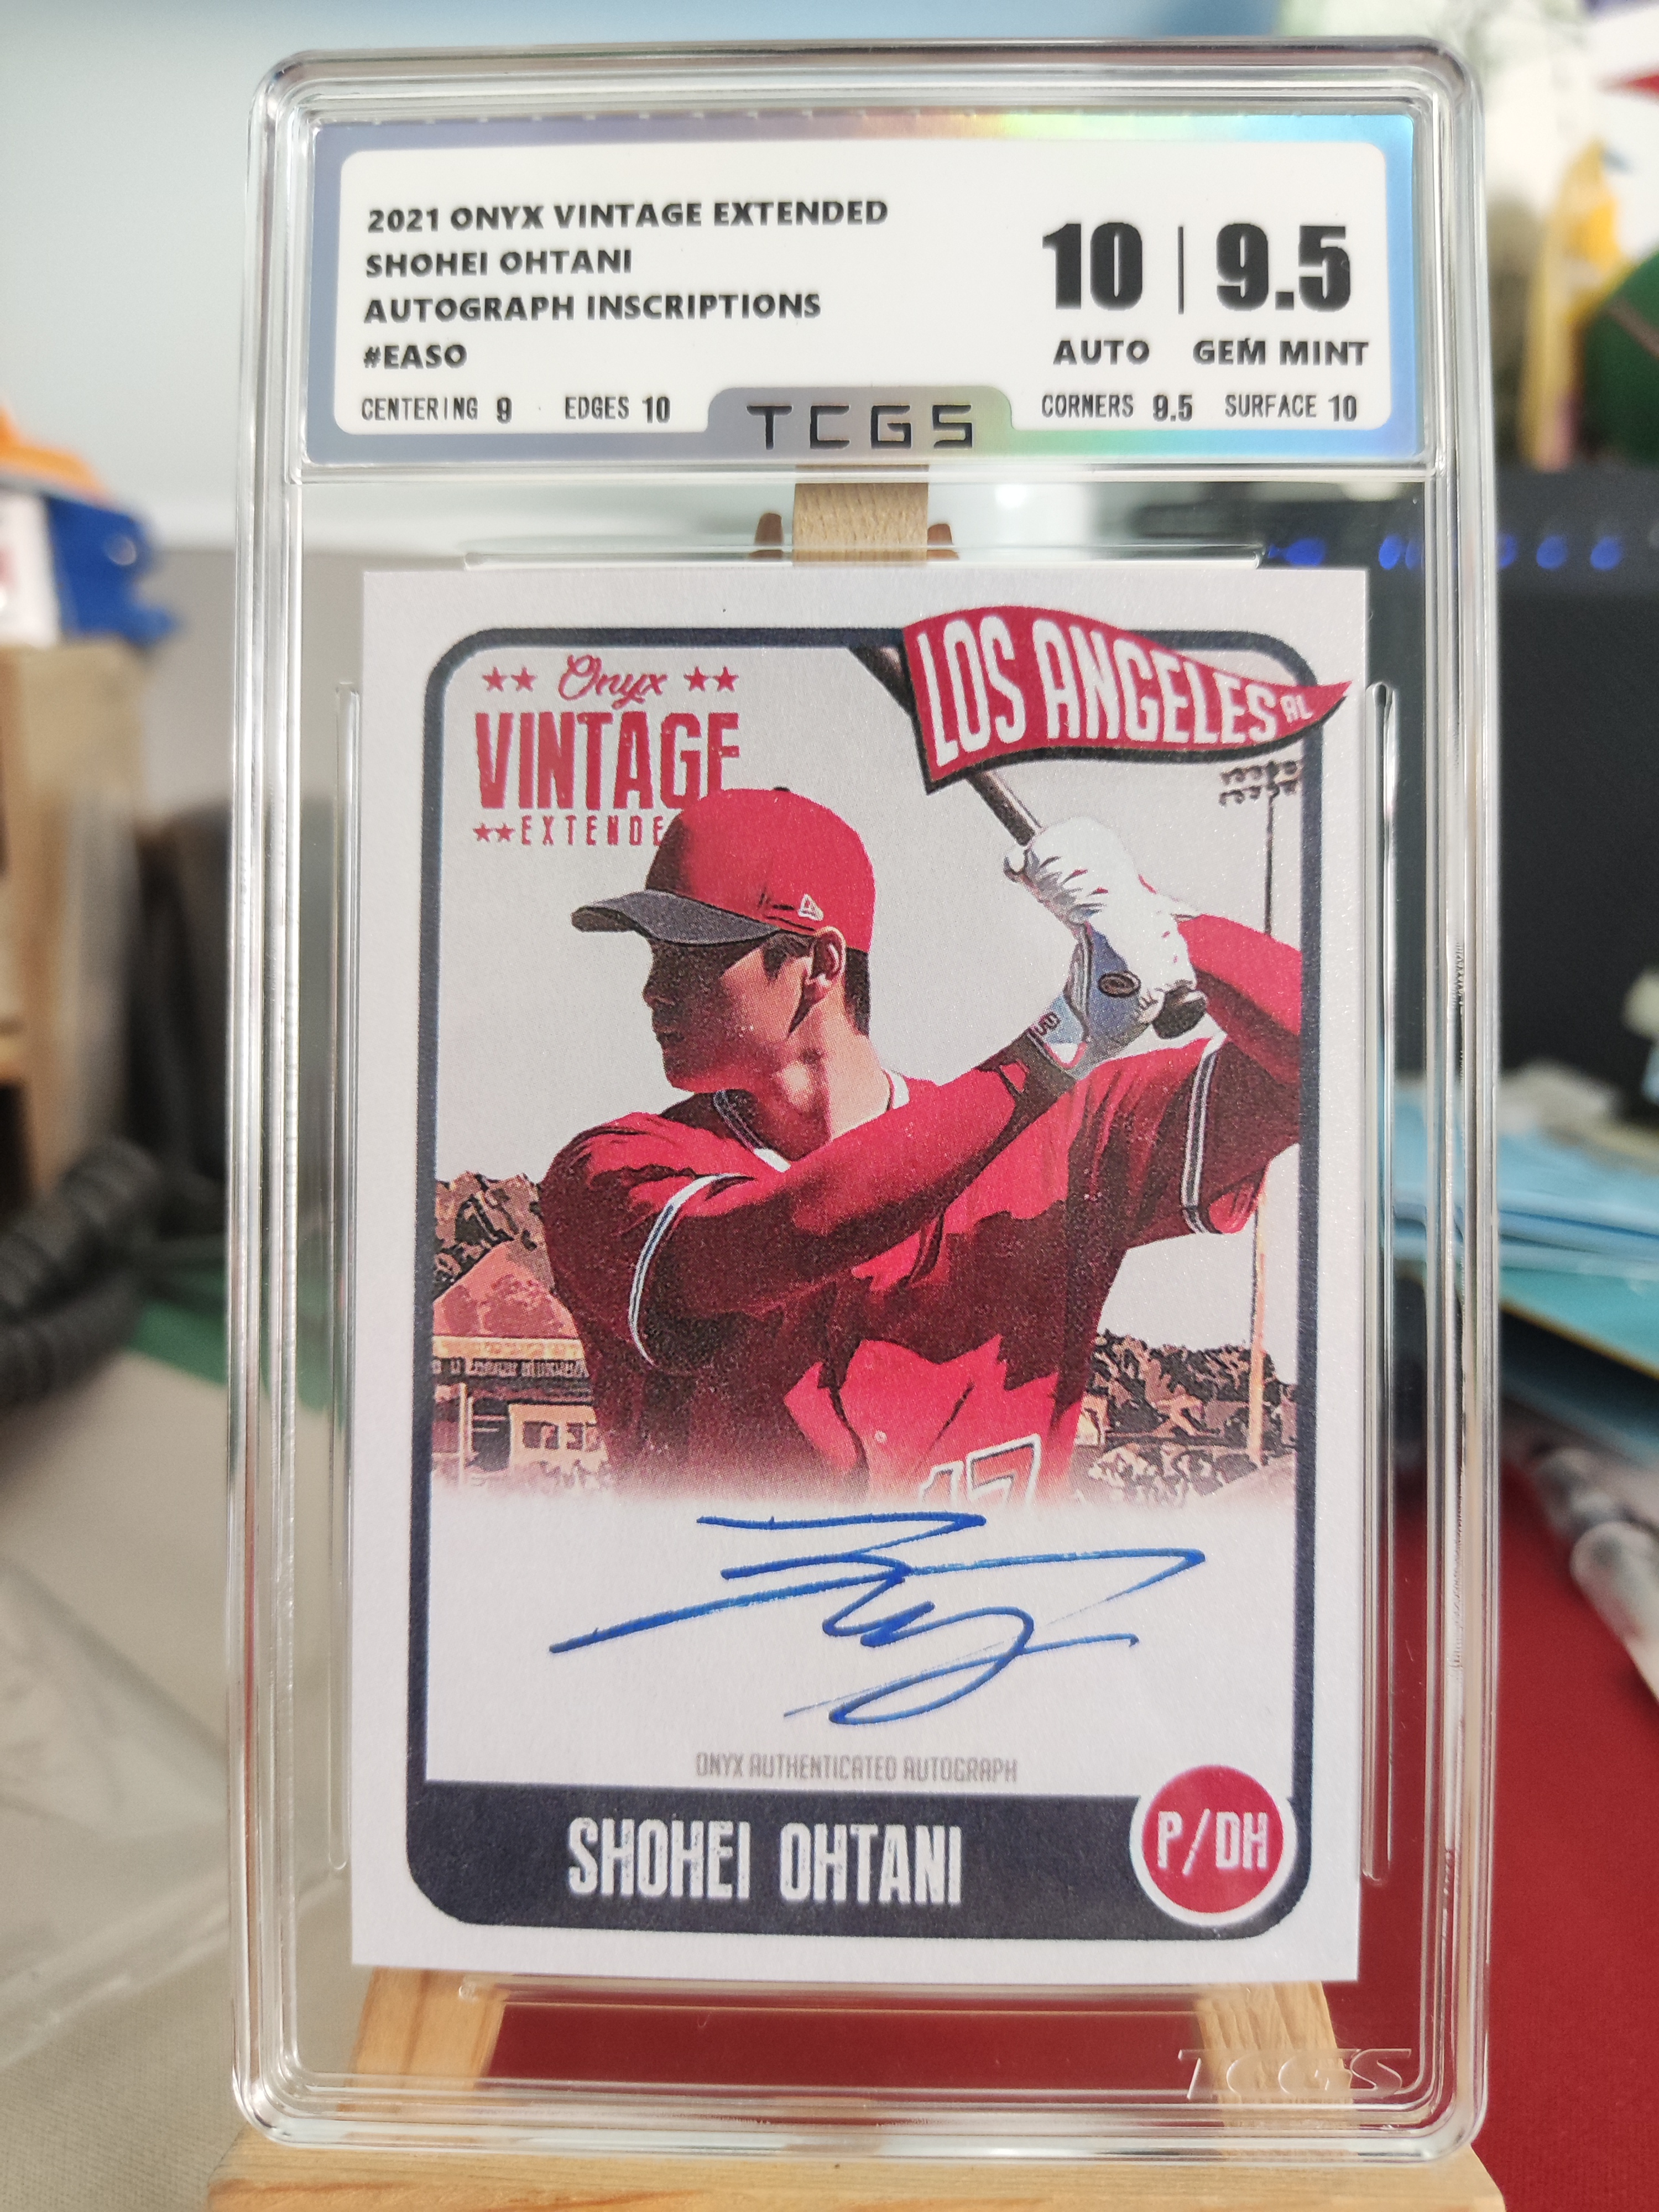 2021 ONYX VINTAGE EXTENDED
SHOHEI OHTANI
AUTOGRAPH INSCRIPTIONS
#EASO
10 | 9.5
AUTO GEM MINT
CENTERING 9 EDGES 10 CORNERS 9.5 SURFACE 10
TCGS
★★ Onyx ★★
VINTAGE
★★EXTENDE
LOS ANGELES AL
17
ONYX AUTHENTICATED AUTOGRAPH
SHOHEI OHTANI
P/DH
TCGS